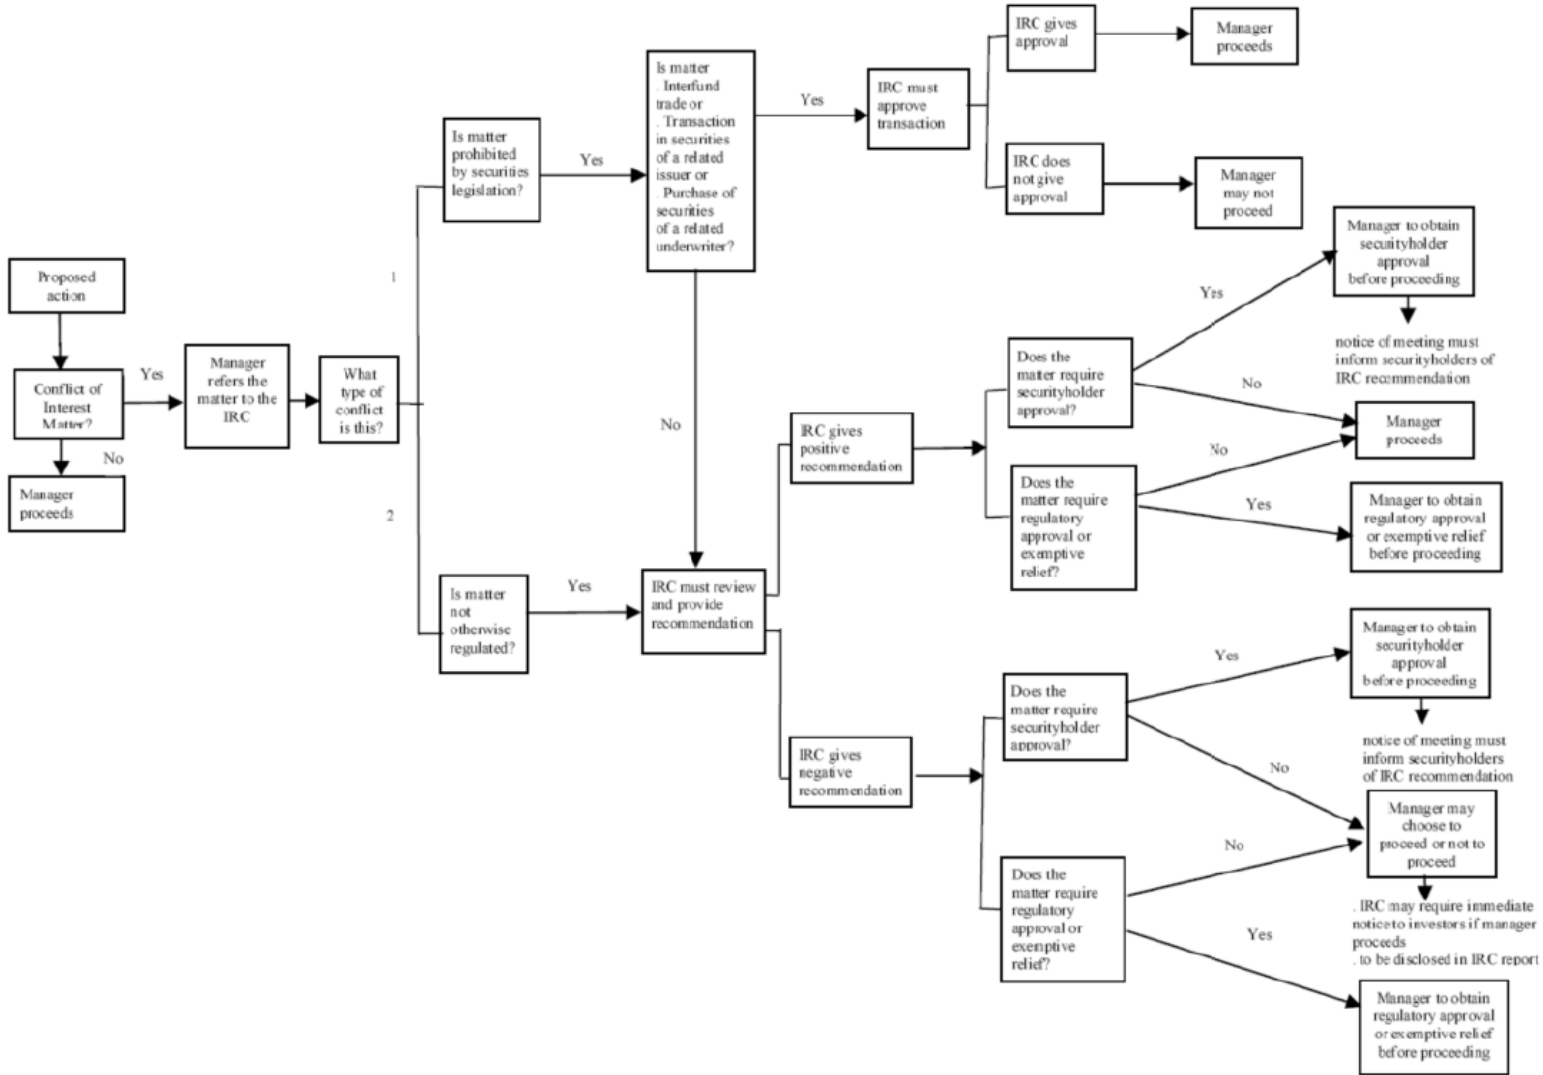 Proposed
action
Conflict of
Interest
Matter?
Yes
No
Manager
proceeds
Manager
refers the
matter to the
IRC
What
type of
conflict
is this?
1
2
Is matter
prohibited
by securities
legislation?
Yes
Is matter
. Interfund
trade or
. Transaction
in securities
of a related
issuer or
. Purchase of
securities
of a related
underwriter?
Yes
No
IRC must
approve
transaction
IRC gives
approval
Manager
proceeds
IRC does
not give
approval
Manager
may not
proceed
Is matter
not
otherwise
regulated?
Yes
IRC must review
and provide
recommendation
IRC gives
positive
recommendation
Does the
matter require
securityholder
approval?
Yes
Manager to obtain
securityholder
approval
before proceeding
notice of meeting must
inform securityholders of
IRC recommendation
No
Manager
proceeds
Does the
matter require
regulatory
approval or
exemptive
relief?
No
Yes
Manager to obtain
regulatory approval
or exemptive relief
before proceeding
IRC gives
negative
recommendation
Does the
matter require
securityholder
approval?
Yes
Manager to obtain
securityholder
approval
before proceeding
notice of meeting must
inform securityholders
of IRC recommendation
No
Manager may
choose to
proceed or not to
proceed
. IRC may require immediate
notice to investors if manager
proceeds
. to be disclosed in IRC report
Does the
matter require
regulatory
approval or
exemptive
relief?
No
Yes
Manager to obtain
regulatory approval
or exemptive relief
before proceeding